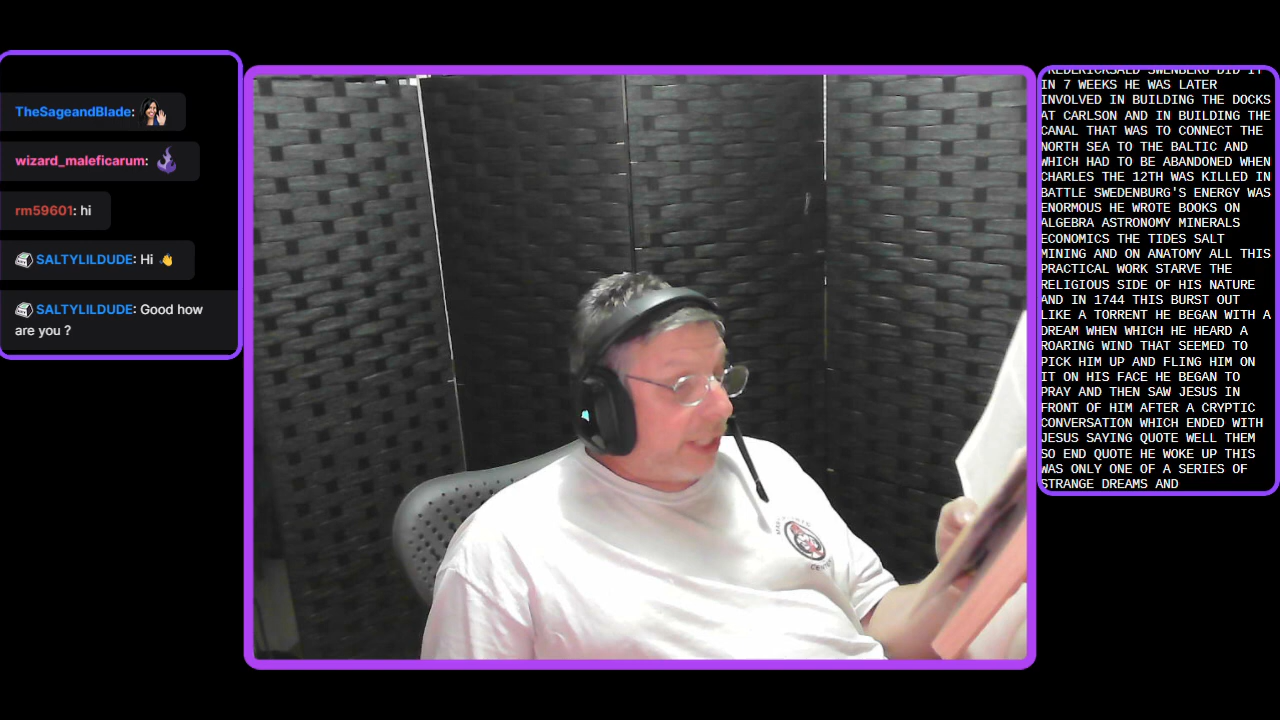 TheSageandBlade:
wizard_maleficarum:
rm59601: hi
SALTYLILDUDE: Hi
SALTYLILDUDE: Good how
are you ?
FREDERICKSALD SWENBERG DID IT
IN 7 WEEKS HE WAS LATER
INVOLVED IN BUILDING THE DOCKS
AT CARLSON AND IN BUILDING THE
CANAL THAT WAS TO CONNECT THE
NORTH SEA TO THE BALTIC AND
WHICH HAD TO BE ABANDONED WHEN
CHARLES THE 12TH WAS KILLED IN
BATTLE SWEDENBURG'S ENERGY WAS
ENORMOUS HE WROTE BOOKS ON
ALGEBRA ASTRONOMY MINERALS
ECONOMICS THE TIDES SALT
MINING AND ON ANATOMY ALL THIS
PRACTICAL WORK STARVE THE
RELIGIOUS SIDE OF HIS NATURE
AND IN 1744 THIS BURST OUT
LIKE A TORRENT HE BEGAN WITH A
DREAM WHEN WHICH HE HEARD A
ROARING WIND THAT SEEMED TO
PICK HIM UP AND FLING HIM ON
IT ON HIS FACE HE BEGAN TO
PRAY AND THEN SAW JESUS IN
FRONT OF HIM AFTER A CRYPTIC
CONVERSATION WHICH ENDED WITH
JESUS SAYING QUOTE WELL THEM
SO END QUOTE HE WOKE UP THIS
WAS ONLY ONE OF A SERIES OF
STRANGE DREAMS AND